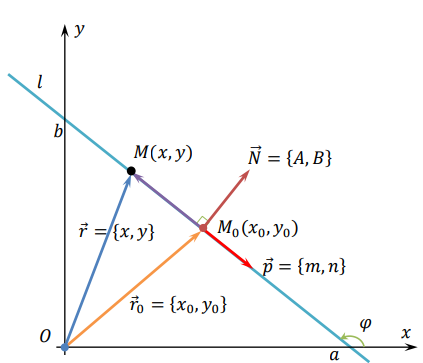 y
l
b
M(x, y)
N⃗ = {A, B}
r⃗ = {x, y}
M₀(x₀, y₀)
p⃗ = {m, n}
r⃗₀ = {x₀, y₀}
φ
O
a
x